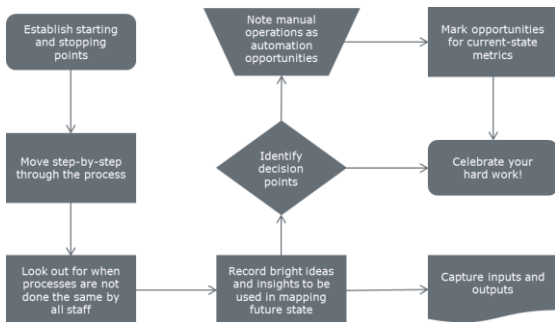 Establish starting
and stopping
points
Move step-by-step
through the process
Look out for when
processes are not
done the same by
all staff
Record bright ideas
and insights to be
used in mapping
future state
Identify
decision
points
Note manual
operations as
automation
opportunities
Mark opportunities
for current-state
metrics
Celebrate your
hard work!
Capture inputs and
outputs